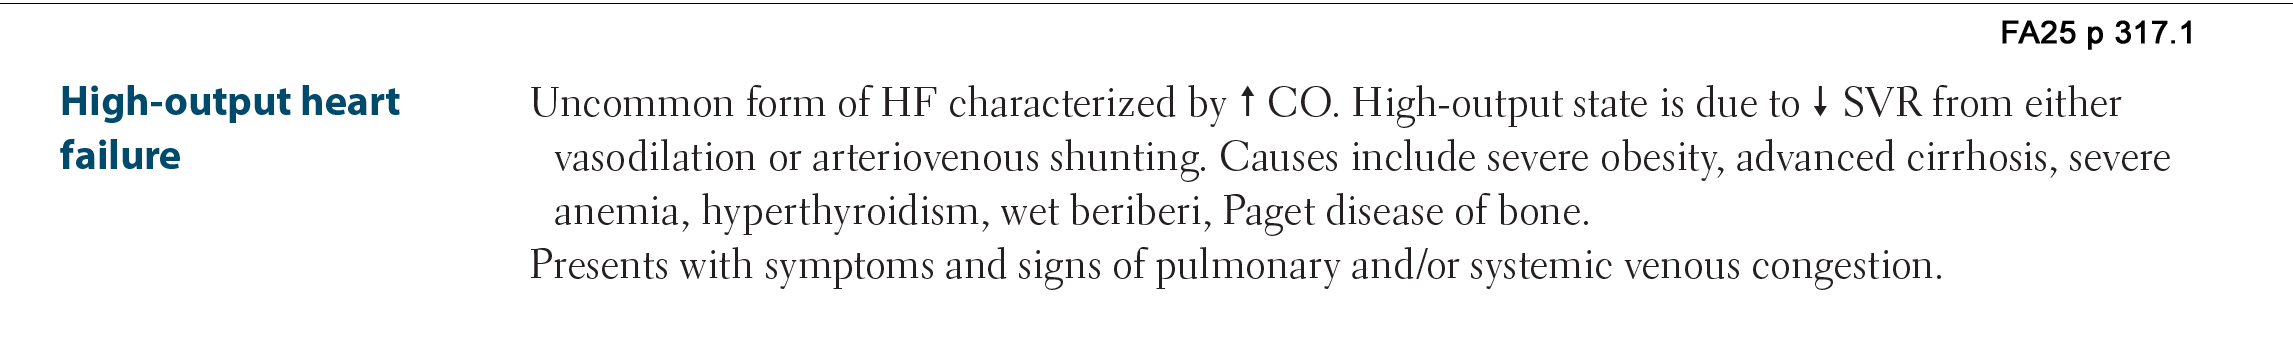 FA25 p 317.1
High-output heart
failure
Uncommon form of HF characterized by ↑ CO. High-output state is due to ↓ SVR from either
vasodilation or arteriovenous shunting. Causes include severe obesity, advanced cirrhosis, severe
anemia, hyperthyroidism, wet beriberi, Paget disease of bone.
Presents with symptoms and signs of pulmonary and/or systemic venous congestion.